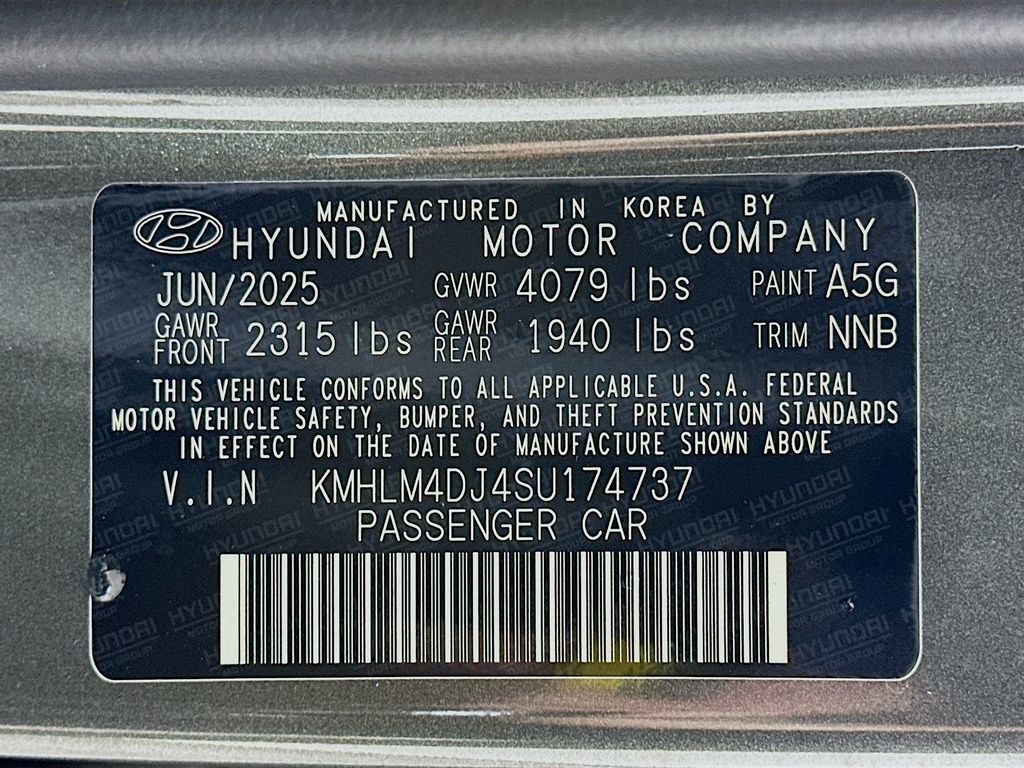 MANUFACTURED IN KOREA BY
HYUNDAI MOTOR COMPANY
JUN/2025 GVWR 4079 lbs PAINT A5G
GAWR FRONT 2315 lbs GAWR REAR 1940 lbs TRIM NNB
THIS VEHICLE CONFORMS TO ALL APPLICABLE U.S.A. FEDERAL
MOTOR VEHICLE SAFETY, BUMPER, AND THEFT PREVENTION STANDARDS
IN EFFECT ON THE DATE OF MANUFACTURE SHOWN ABOVE
V.I.N KMHLM4DJ4SU174737
PASSENGER CAR